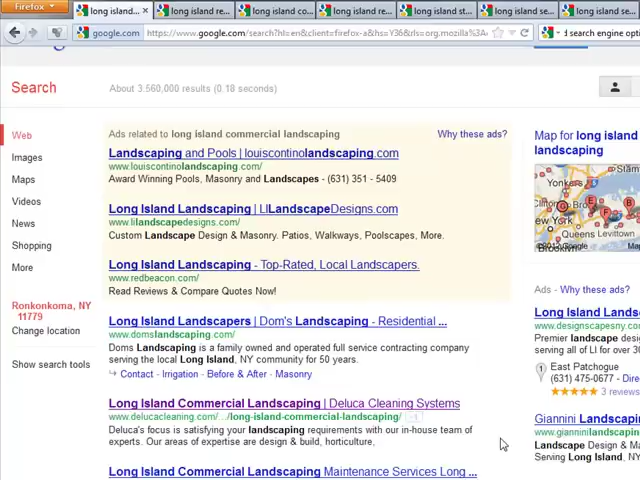 Firefox
long island...
long island re...
long island co...
long island re...
long island st...
long island se...
long island se...
google.com
https://www.google.com/search?hl=en&client=firefox-a&hs=Y36&rls=org.mozilla%3A
d search engine opti
Search
About 3,560,000 results (0.18 seconds)
Web
Images
Maps
Videos
News
Shopping
More
Ronkonkoma, NY
11779
Change location
Show search tools
Ads related to long island commercial landscaping
Why these ads?
Landscaping and Pools | louiscontinolandscaping.com
www.louiscontinolandscaping.com/
Award Winning Pools, Masonry and Landscapes - (631) 351 - 5409
Long Island Landscaping | LILandscapeDesigns.com
www.lilandscapedesigns.com/
Custom Landscape Design & Masonry. Patios, Walkways, Poolscapes, More.
Long Island Landscaping - Top-Rated, Local Landscapers.
www.redbeacon.com/
Read Reviews & Compare Quotes Now!
Long Island Landscapers | Dom's Landscaping - Residential ...
www.domslandscaping.com/
Doms Landscaping is a family owned and operated full service contracting company
serving the local Long Island, NY community for 50 years.
Contact - Irrigation - Before & After - Masonry
Long Island Commercial Landscaping | Deluca Cleaning Systems
www.delucacleaning.com/.../long-island-commercial-landscaping/
+1
Deluca's focus is satisfying your landscaping requirements with our in-house team of
experts. Our areas of expertise are design & build, horticulture,
Long Island Commercial Landscaping Maintenance Services Long ...
Map for long island
landscaping
Yonkers
Stamfo
Clifton
New York
Queens
Levittown
©2012 Google
Ads - Why these ads?
Long Island Landsc
www.designscapesny.cor
Premier landscape desi
serving all of LI for over 3
East Patchogue
(631) 475-0677 - Dire
3 reviews
Giannini Landscapi
www.gianninilandscaping
Landscape Design & Ma
Serving Long Island, NY